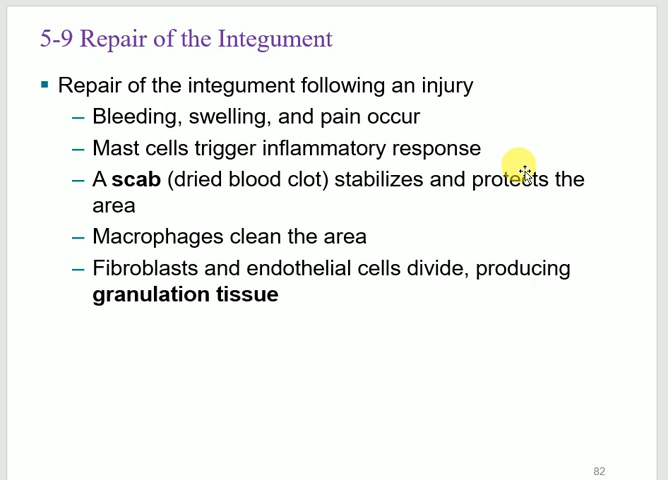 5-9 Repair of the Integument
▪ Repair of the integument following an injury
– Bleeding, swelling, and pain occur
– Mast cells trigger inflammatory response
– A scab (dried blood clot) stabilizes and protects the
area
– Macrophages clean the area
– Fibroblasts and endothelial cells divide, producing
granulation tissue
82